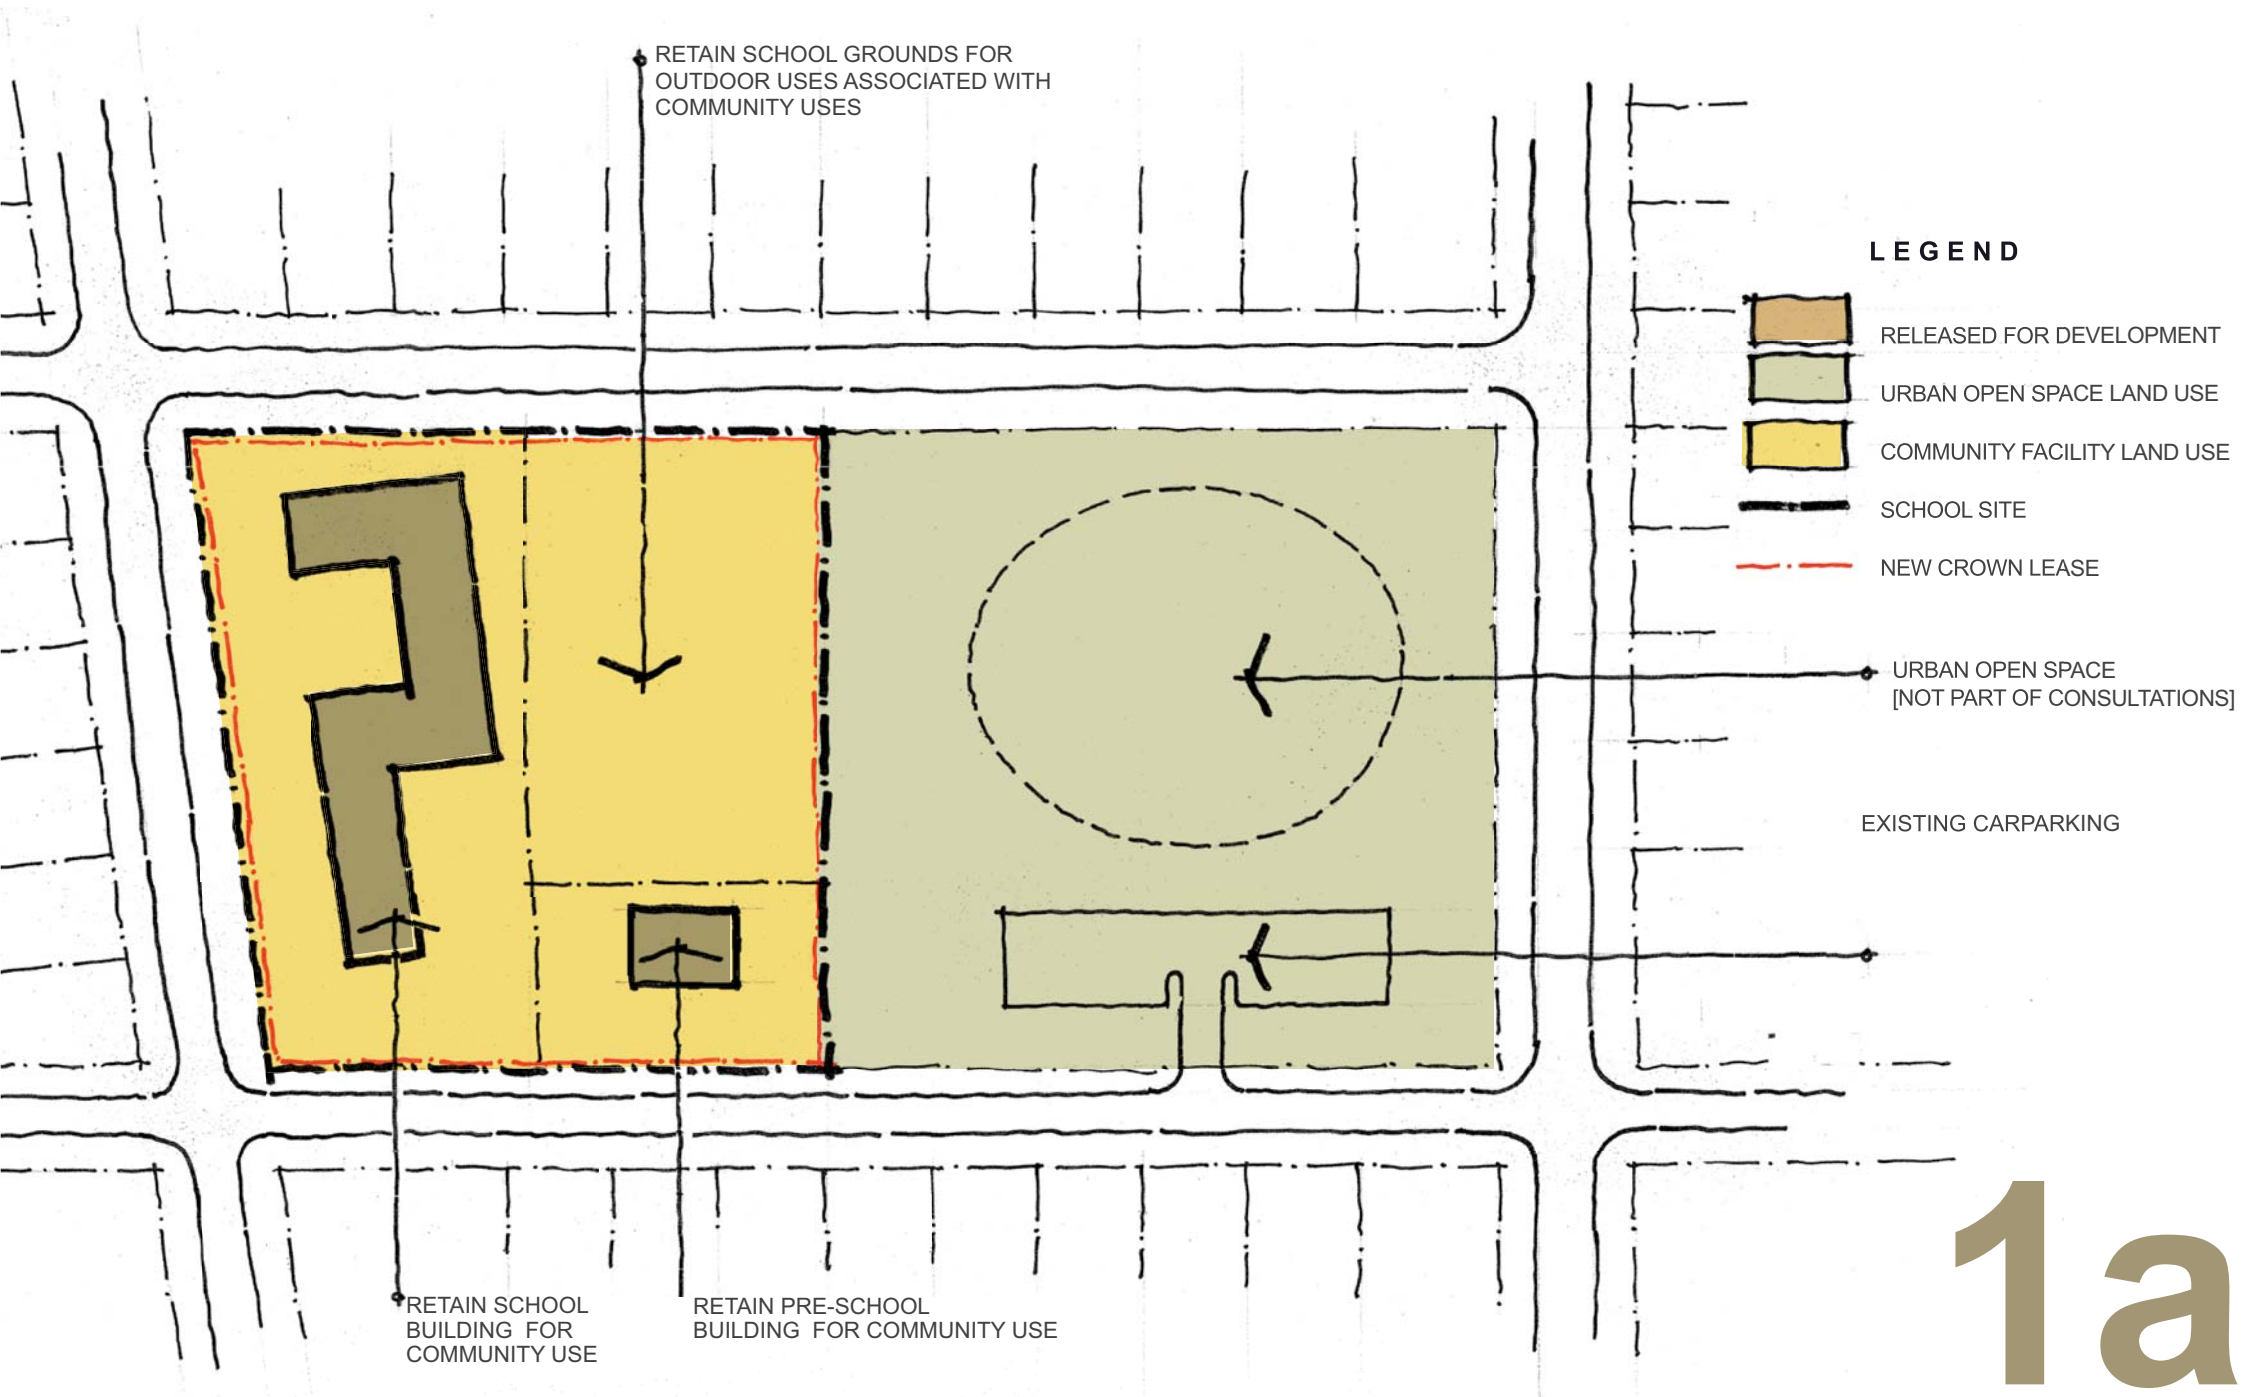 RETAIN SCHOOL GROUNDS FOR
OUTDOOR USES ASSOCIATED WITH
COMMUNITY USES
LEGEND
RELEASED FOR DEVELOPMENT
URBAN OPEN SPACE LAND USE
COMMUNITY FACILITY LAND USE
SCHOOL SITE
NEW CROWN LEASE
URBAN OPEN SPACE
[NOT PART OF CONSULTATIONS]
EXISTING CARPARKING
RETAIN SCHOOL
BUILDING FOR
COMMUNITY USE
RETAIN PRE-SCHOOL
BUILDING FOR COMMUNITY USE
1a